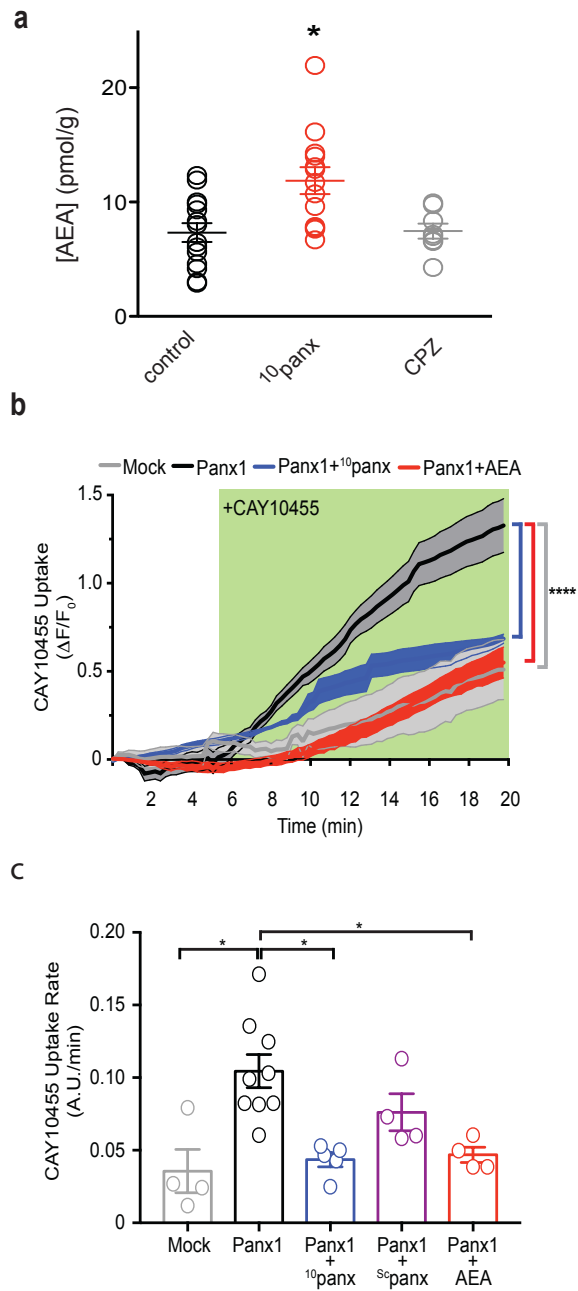 a
*
20
10
0
[AEA] (pmol/g)
control
10panx
CPZ
b
Mock Panx1 Panx1+10panx Panx1+AEA
+CAY10455
1.5
1.0
0.5
0
CAY10455 Uptake
(ΔF/F0)
****
2 4 6 8 10 12 14 16 18 20
Time (min)
C
* * *
0.20
0.15
0.10
0.05
0
CAY10455 Uptake Rate
(A.U./min)
Mock
Panx1
Panx1
+
10panx
Panx1
+
Scpanx
Panx1
+
AEA